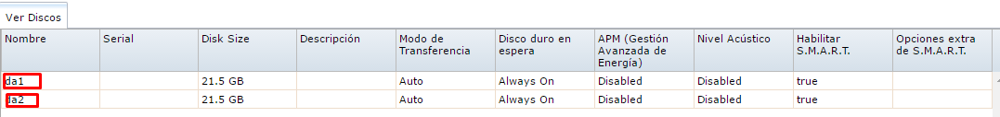 Ver Discos
Nombre Serial Disk Size Descripción Modo de Transferencia Disco duro en espera APM (Gestión Avanzada de Energía) Nivel Acústico Habilitar S.M.A.R.T. Opciones extra de S.M.A.R.T.
da1 21.5 GB Auto Always On Disabled Disabled true
da2 21.5 GB Auto Always On Disabled Disabled true